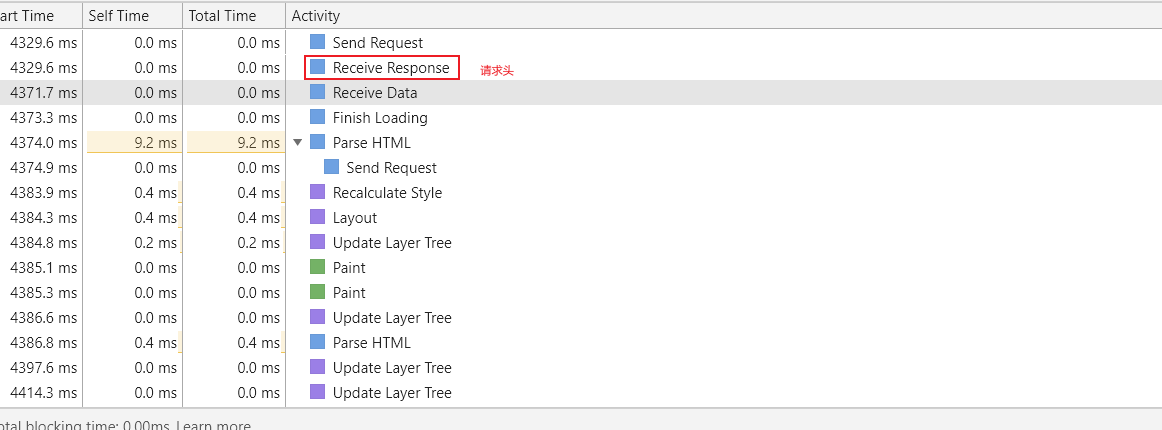 art Time Self Time Total Time Activity
4329.6 ms 0.0 ms 0.0 ms Send Request
4329.6 ms 0.0 ms 0.0 ms Receive Response 请求头
4371.7 ms 0.0 ms 0.0 ms Receive Data
4373.3 ms 0.0 ms 0.0 ms Finish Loading
4374.0 ms 9.2 ms 9.2 ms Parse HTML
4374.9 ms 0.0 ms 0.0 ms Send Request
4383.9 ms 0.4 ms 0.4 ms Recalculate Style
4384.3 ms 0.4 ms 0.4 ms Layout
4384.8 ms 0.2 ms 0.2 ms Update Layer Tree
4385.1 ms 0.0 ms 0.0 ms Paint
4385.3 ms 0.0 ms 0.0 ms Paint
4386.6 ms 0.0 ms 0.0 ms Update Layer Tree
4386.8 ms 0.4 ms 0.4 ms Parse HTML
4397.6 ms 0.0 ms 0.0 ms Update Layer Tree
4414.3 ms 0.0 ms 0.0 ms Update Layer Tree
otal blocking time: 0.00ms Learn more